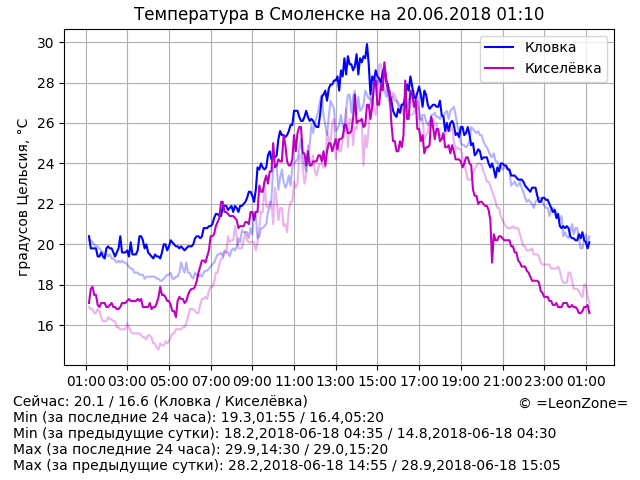 Температура в Смоленске на 20.06.2018 01:10
Кловка
Киселёвка
градусов Цельсия, °C
30
28
26
24
22
20
18
16
01:00 03:00 05:00 07:00 09:00 11:00 13:00 15:00 17:00 19:00 21:00 23:00 01:00
Сейчас: 20.1 / 16.6 (Кловка / Киселёвка)
© =LeonZone=
Min (за последние 24 часа): 19.3,01:55 / 16.4,05:20
Min (за предыдущие сутки): 18.2,2018-06-18 04:35 / 14.8,2018-06-18 04:30
Max (за последние 24 часа): 29.9,14:30 / 29.0,15:20
Max (за предыдущие сутки): 28.2,2018-06-18 14:55 / 28.9,2018-06-18 15:05